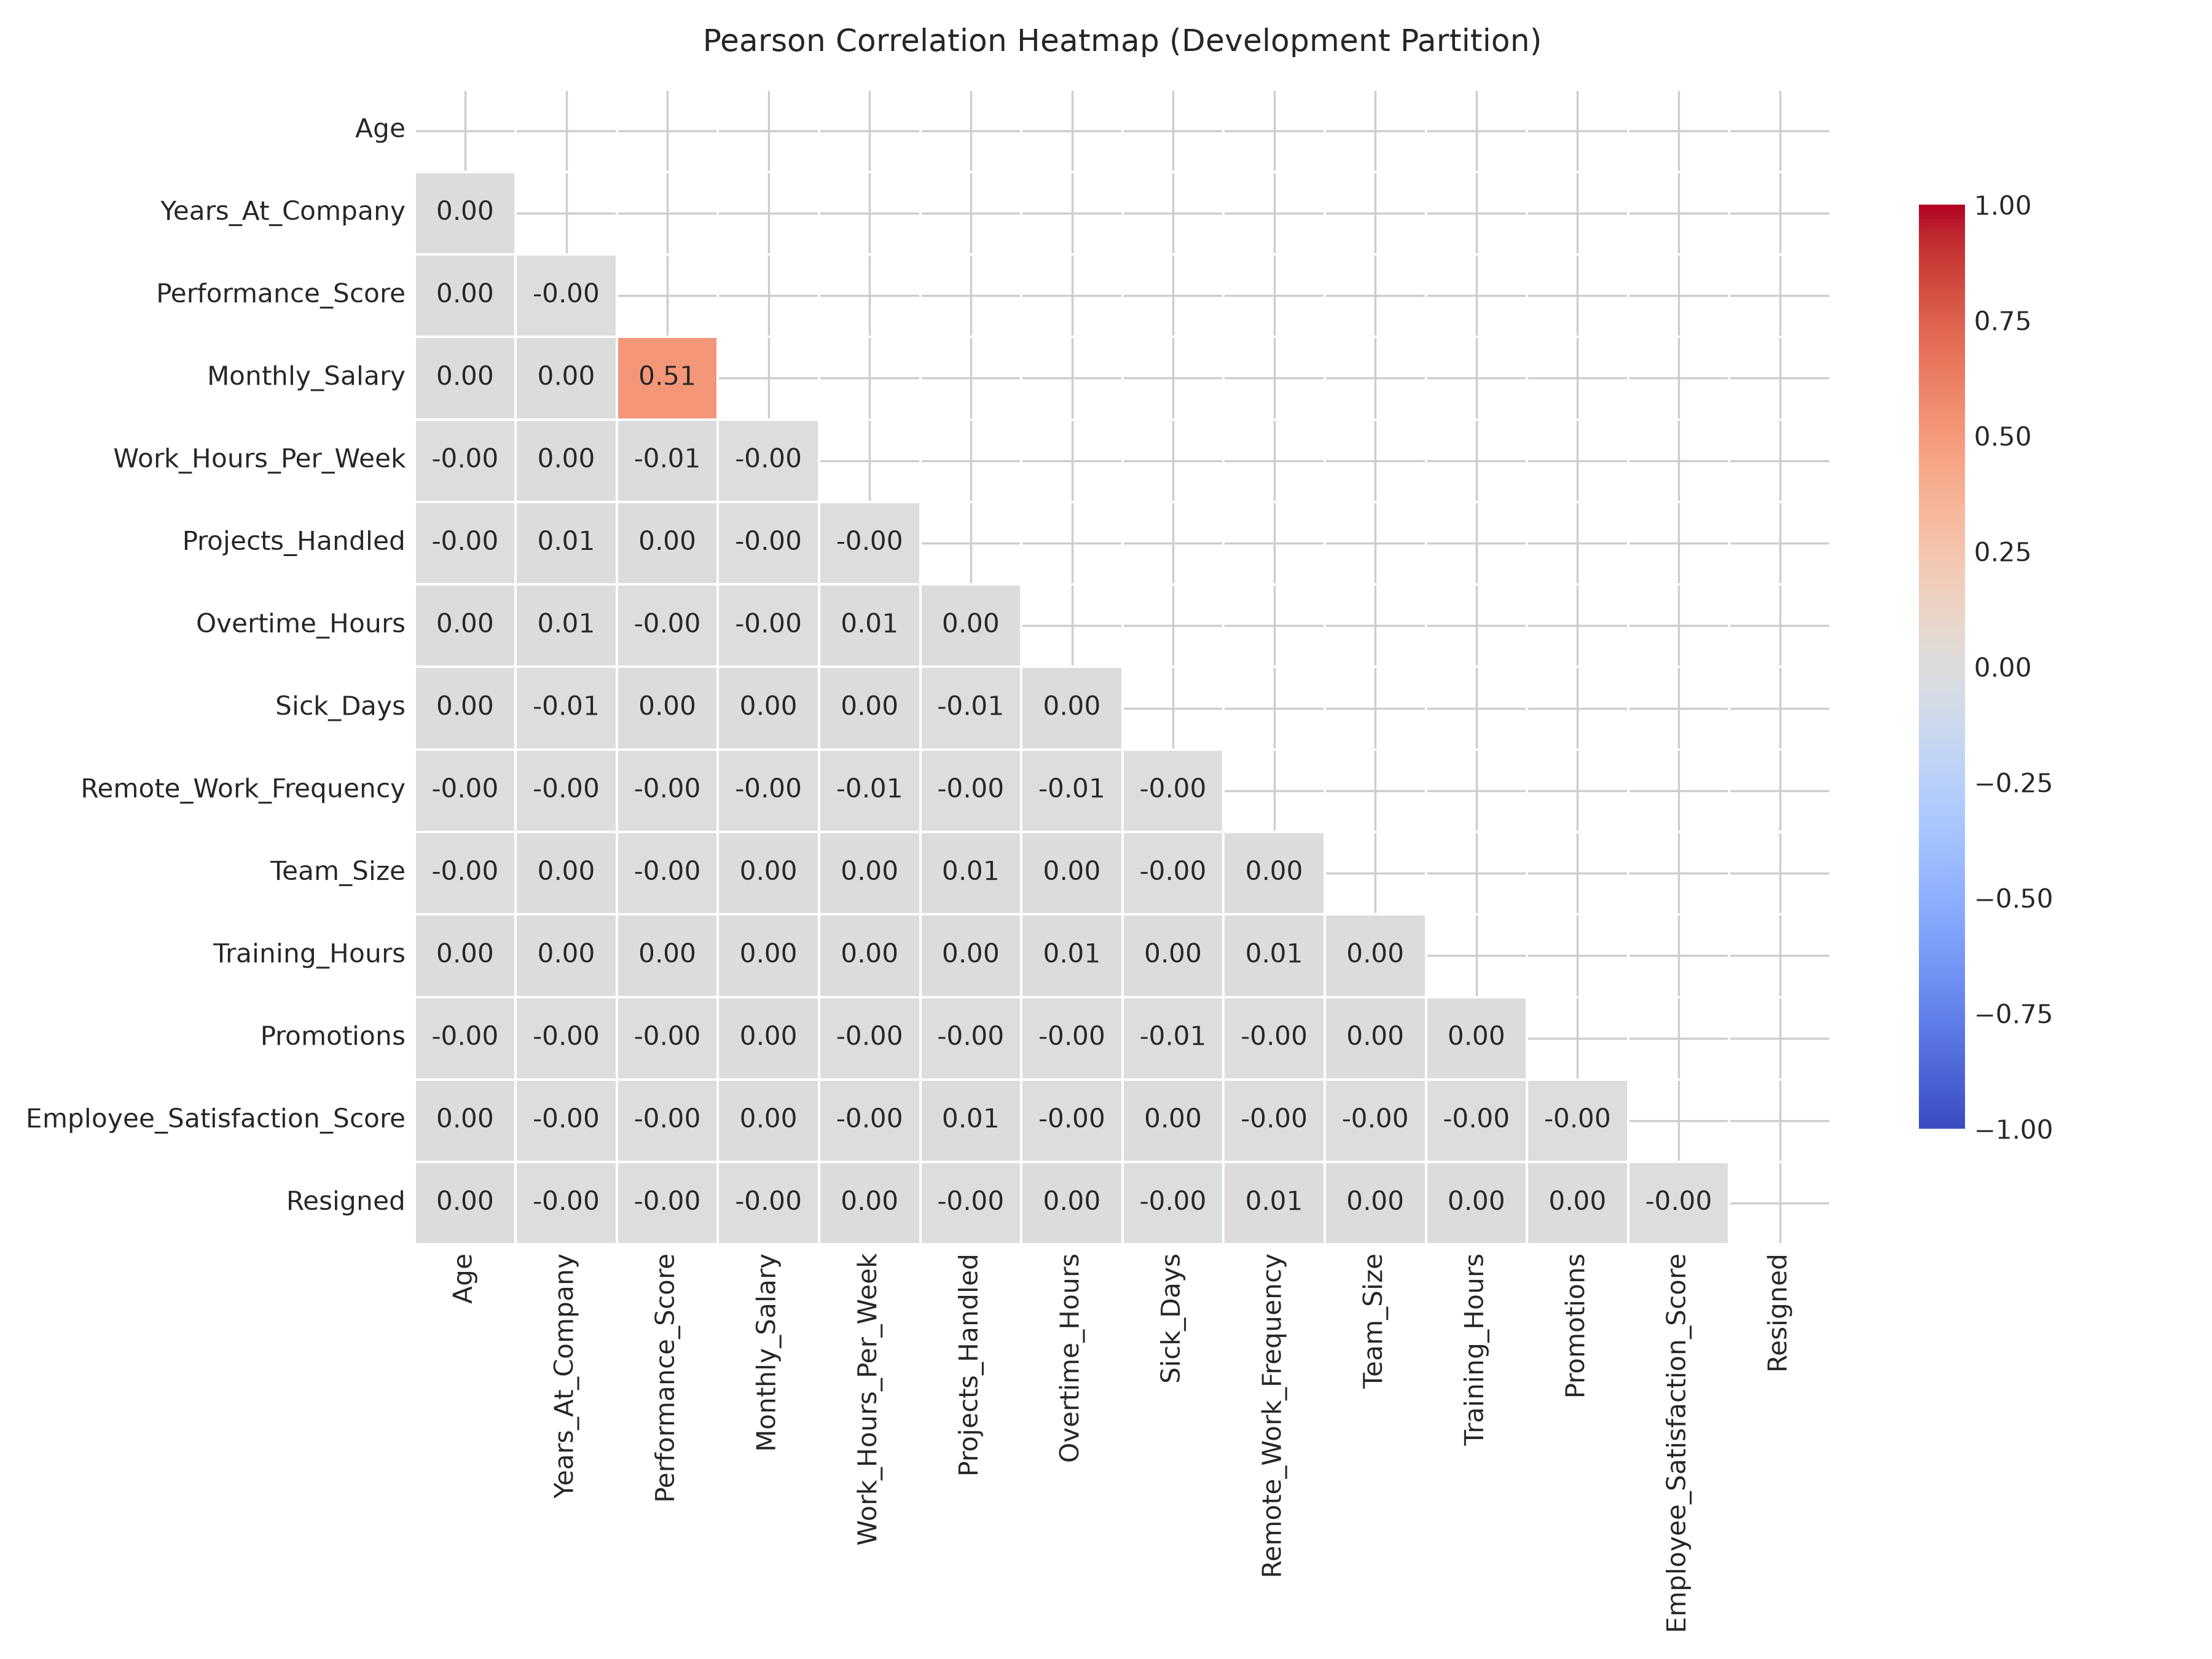 Pearson Correlation Heatmap (Development Partition)
Age
Years_At_Company 0.00
Performance_Score 0.00 -0.00
Monthly_Salary 0.00 0.00 0.51
Work_Hours_Per_Week -0.00 0.00 -0.01 -0.00
Projects_Handled -0.00 0.01 0.00 -0.00 -0.00
Overtime_Hours 0.00 0.01 -0.00 -0.00 0.01 0.00
Sick_Days 0.00 -0.01 0.00 0.00 0.00 -0.01 0.00
Remote_Work_Frequency -0.00 -0.00 -0.00 -0.00 -0.01 -0.00 -0.01 -0.00
Team_Size -0.00 0.00 -0.00 0.00 0.00 0.01 0.00 -0.00 0.00
Training_Hours 0.00 0.00 0.00 0.00 0.00 0.00 0.01 0.00 0.01 0.00
Promotions -0.00 -0.00 -0.00 0.00 -0.00 -0.00 -0.00 -0.01 -0.00 0.00 0.00
Employee_Satisfaction_Score 0.00 -0.00 -0.00 0.00 -0.00 0.01 -0.00 0.00 -0.00 -0.00 -0.00 -0.00
Resigned 0.00 -0.00 -0.00 -0.00 0.00 -0.00 0.00 -0.00 0.01 0.00 0.00 0.00 -0.00
Age
Years_At_Company
Performance_Score
Monthly_Salary
Work_Hours_Per_Week
Projects_Handled
Overtime_Hours
Sick_Days
Remote_Work_Frequency
Team_Size
Training_Hours
Promotions
Employee_Satisfaction_Score
Resigned
1.00
0.75
0.50
0.25
0.00
−0.25
−0.50
−0.75
−1.00